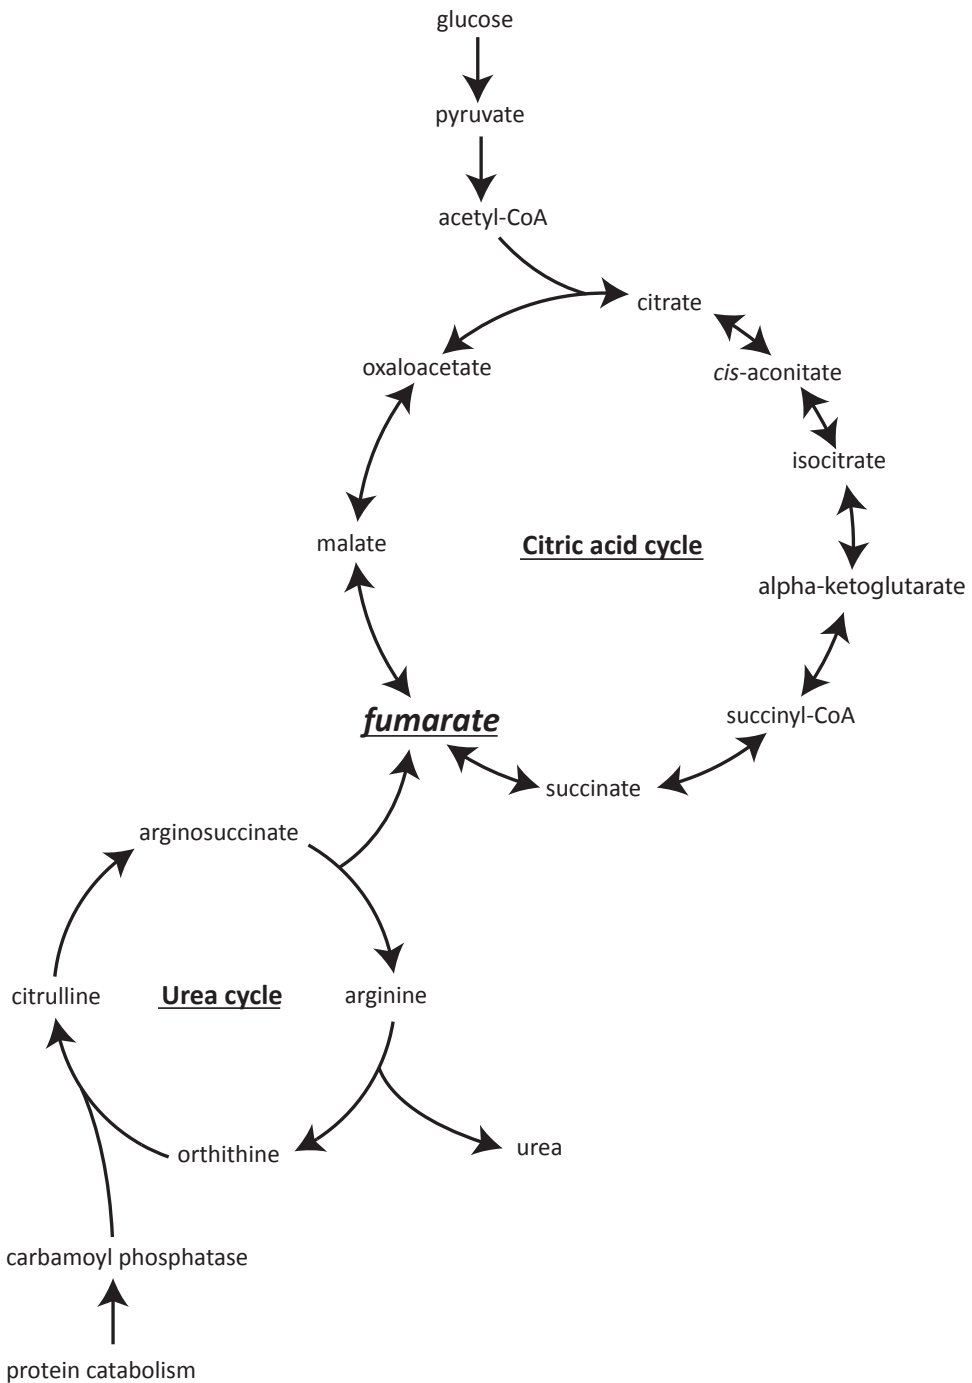 glucose
pyruvate
acetyl-CoA
citrate
oxaloacetate
cis-aconitate
isocitrate
malate
Citric acid cycle
alpha-ketoglutarate
fumarate
succinyl-CoA
succinate
arginosuccinate
citrulline
Urea cycle
arginine
orthithine
urea
carbamoyl phosphatase
protein catabolism